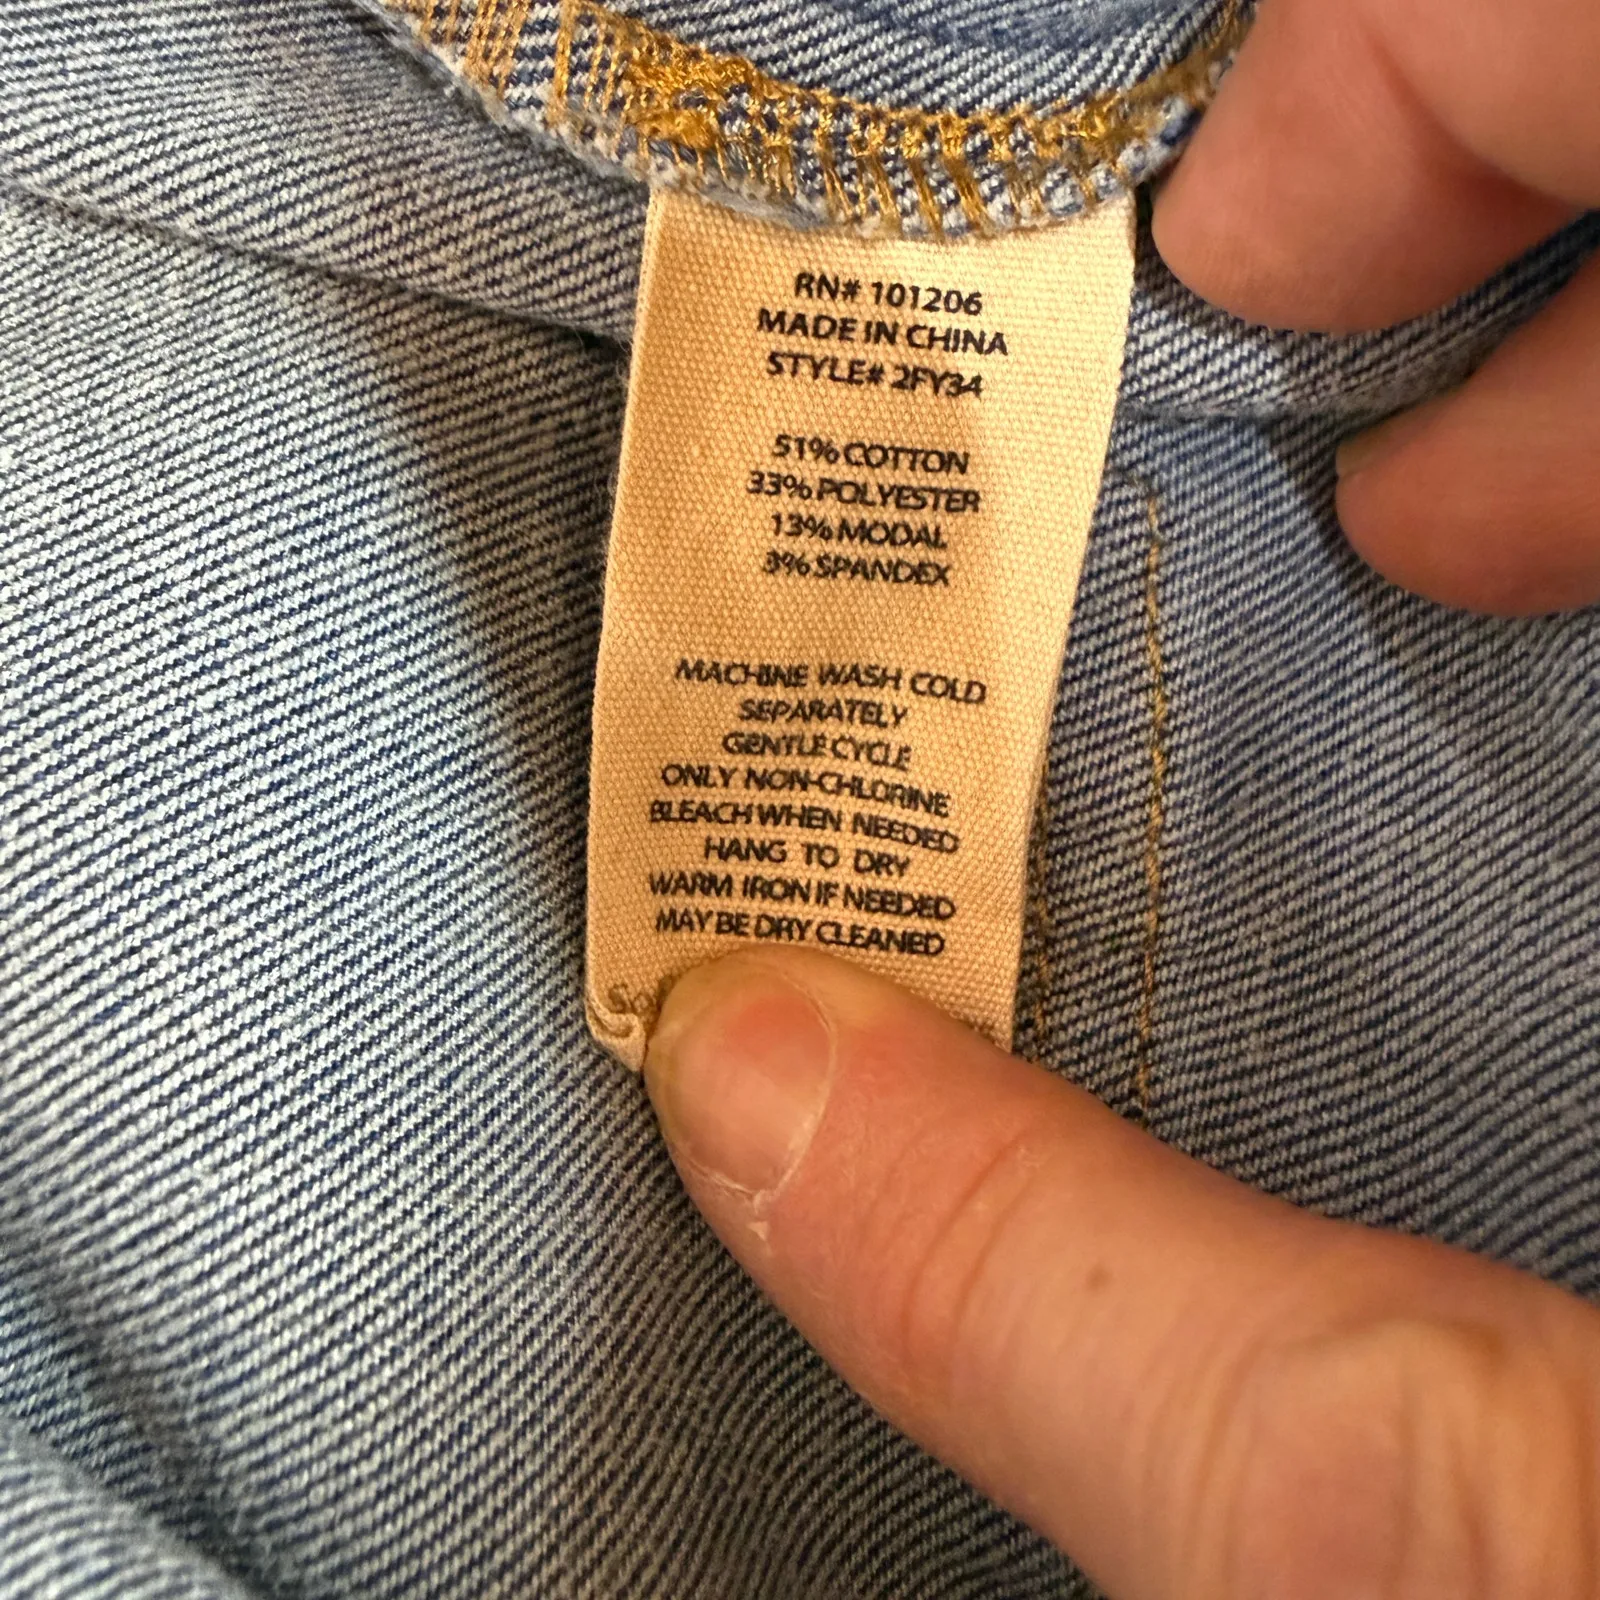 RN# 101206
MADE IN CHINA
STYLE# 2FY34
51% COTTON
33% POLYESTER
13% MODAL
3% SPANDEX
MACHINE WASH COLD
SEPARATELY
GENTLE CYCLE
ONLY NON-CHLORINE
BLEACH WHEN NEEDED
HANG TO DRY
WARM IRON IF NEEDED
MAY BE DRY CLEANED